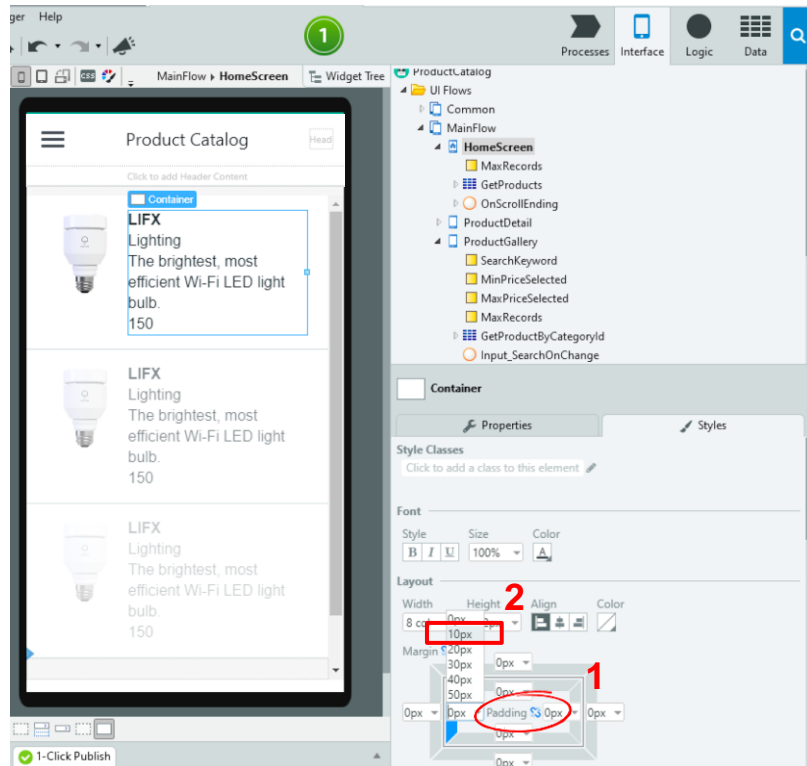 ger Help
1
Processes Interface Logic Data
css
MainFlow ▸ HomeScreen
Widget Tree
ProductCatalog
UI Flows
Common
MainFlow
HomeScreen
MaxRecords
GetProducts
OnScrollEnding
ProductDetail
ProductGallery
SearchKeyword
MinPriceSelected
MaxPriceSelected
MaxRecords
GetProductByCategoryId
Input_SearchOnChange
Product Catalog
Head
Click to add Header Content
Container
LIFX
Lighting
The brightest, most
efficient Wi-Fi LED light
bulb.
150
LIFX
Lighting
The brightest, most
efficient Wi-Fi LED light
bulb.
150
LIFX
Lighting
The brightest, most
efficient Wi-Fi LED light
bulb.
150
1-Click Publish
Container
Properties Styles
Style Classes
Click to add a class to this element
Font
Style Size Color
B I U 100% A
Layout
Width Height 2 Align Color
8 col
0px
10px
20px
30px
40px
50px
Margin
0px
1
0px
0px 0px Padding 0px 0px
0px
0px